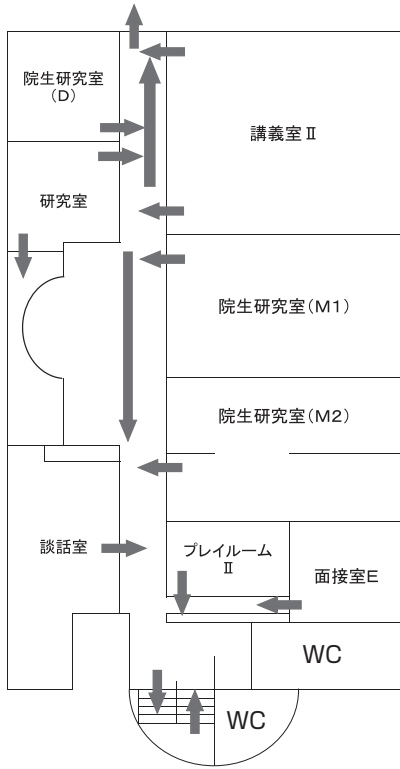 院生研究室
（D）
講義室Ⅱ
研究室
院生研究室（M1）
院生研究室（M2）
談話室
プレイルーム
Ⅱ
面接室E
WC
WC